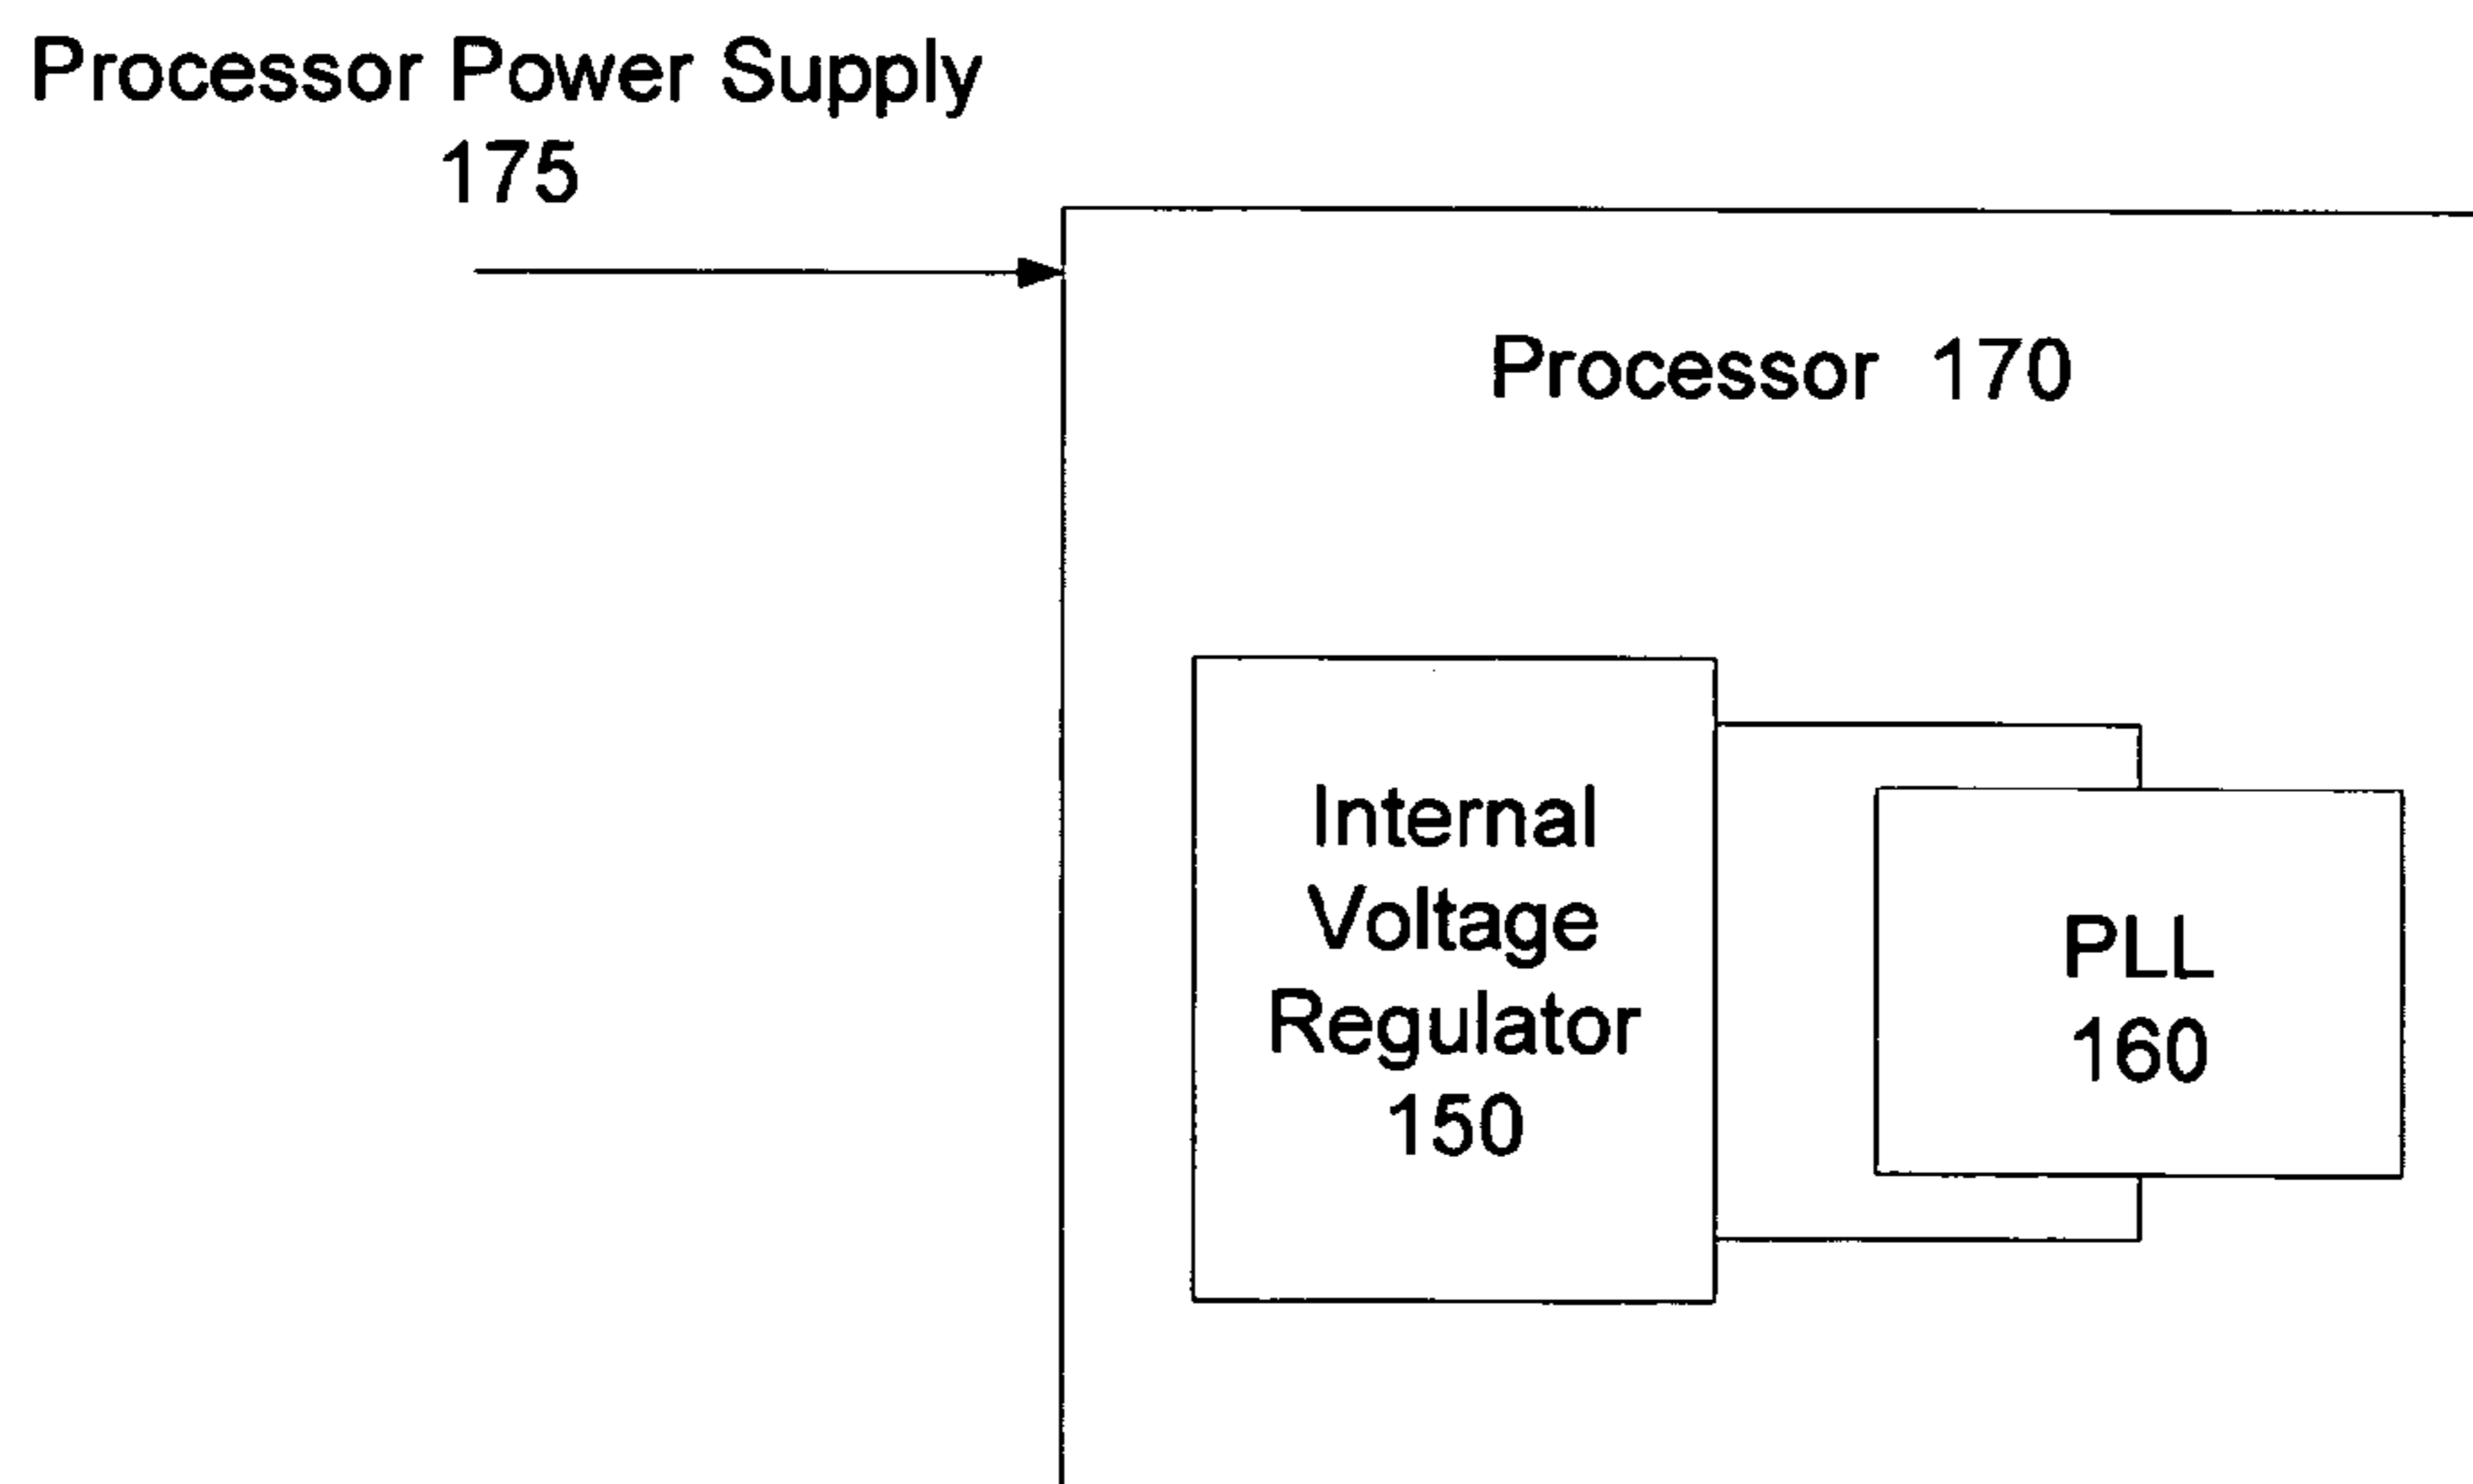 Processor Power Supply
175
Processor 170
Internal
Voltage
Regulator
150
PLL
160